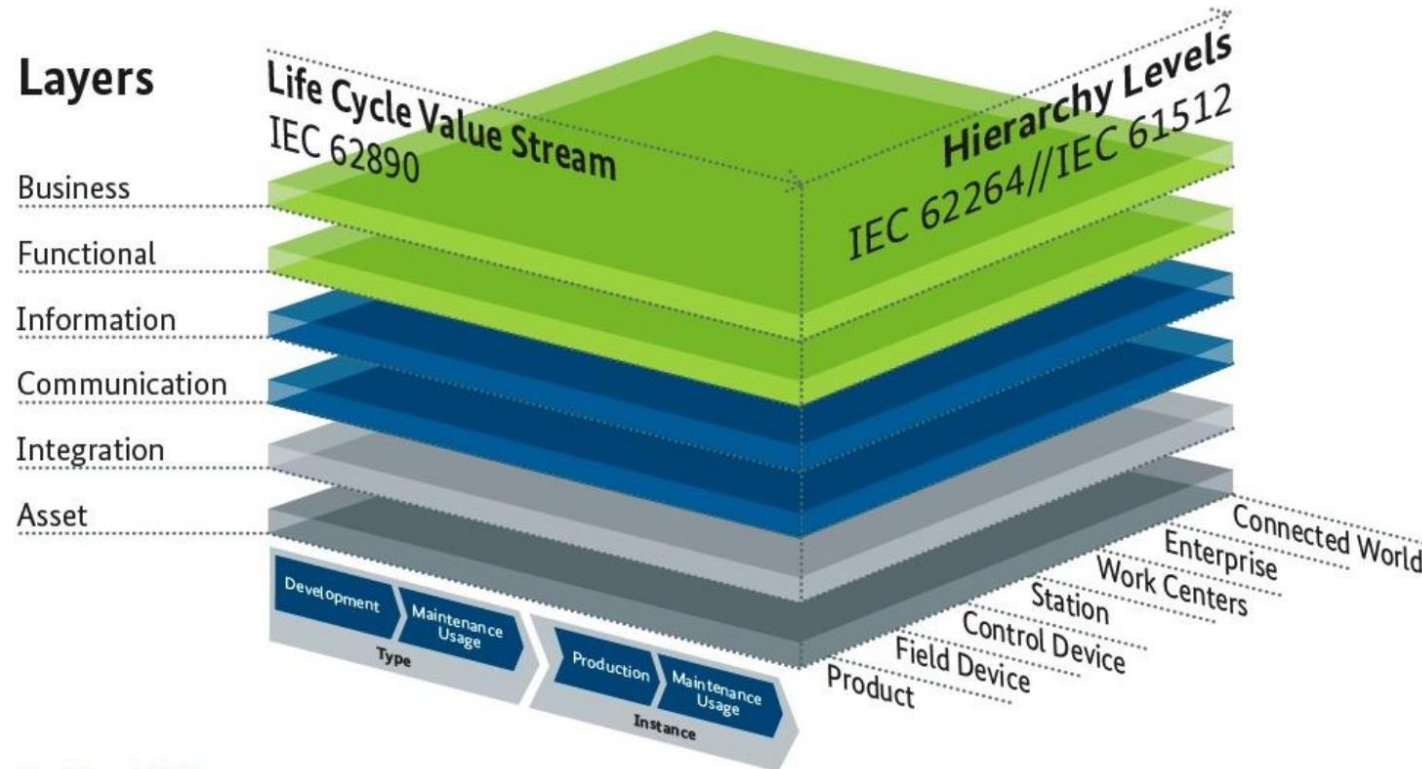 Layers
Life Cycle Value Stream
IEC 62890
Hierarchy Levels
IEC 62264//IEC 61512
Business
Functional
Information
Communication
Integration
Asset
Development
Maintenance
Usage
Type
Production
Maintenance
Usage
Instance
Product
Field Device
Control Device
Station
Work Centers
Enterprise
Connected World